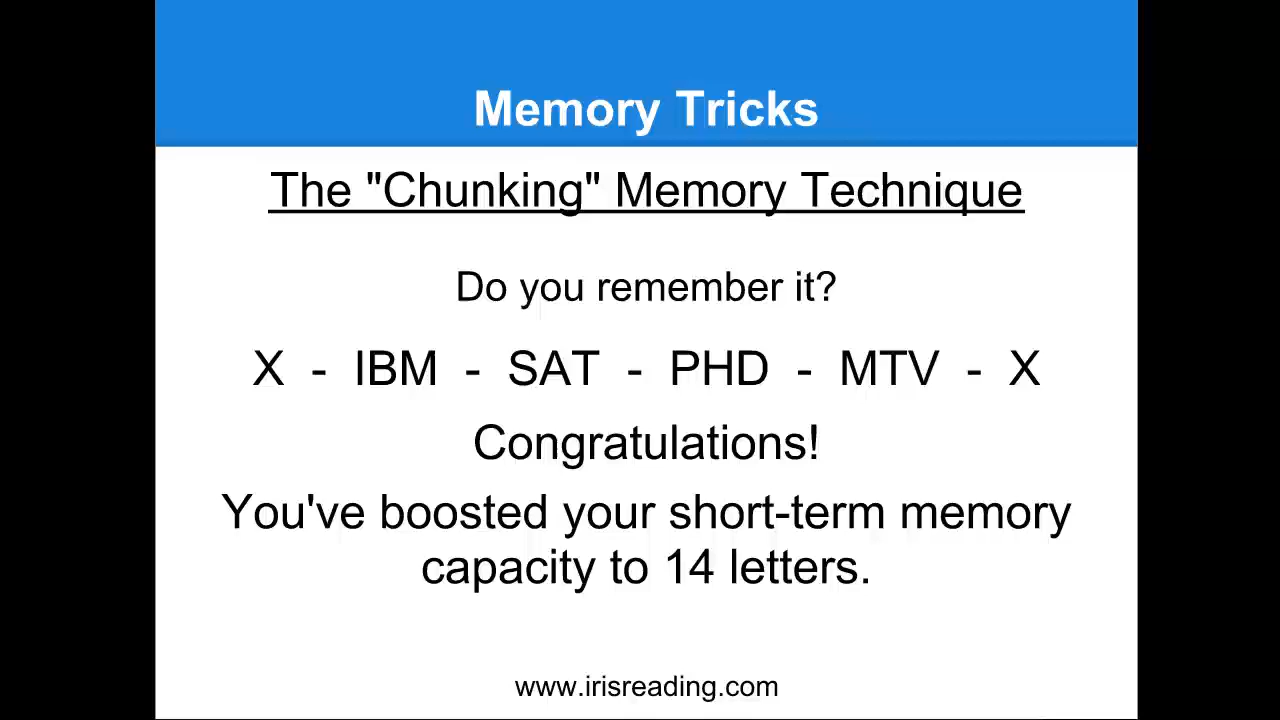 Memory Tricks
The "Chunking" Memory Technique
Do you remember it?
X - IBM - SAT - PHD - MTV - X
Congratulations!
You've boosted your short-term memory
capacity to 14 letters.
www.irisreading.com